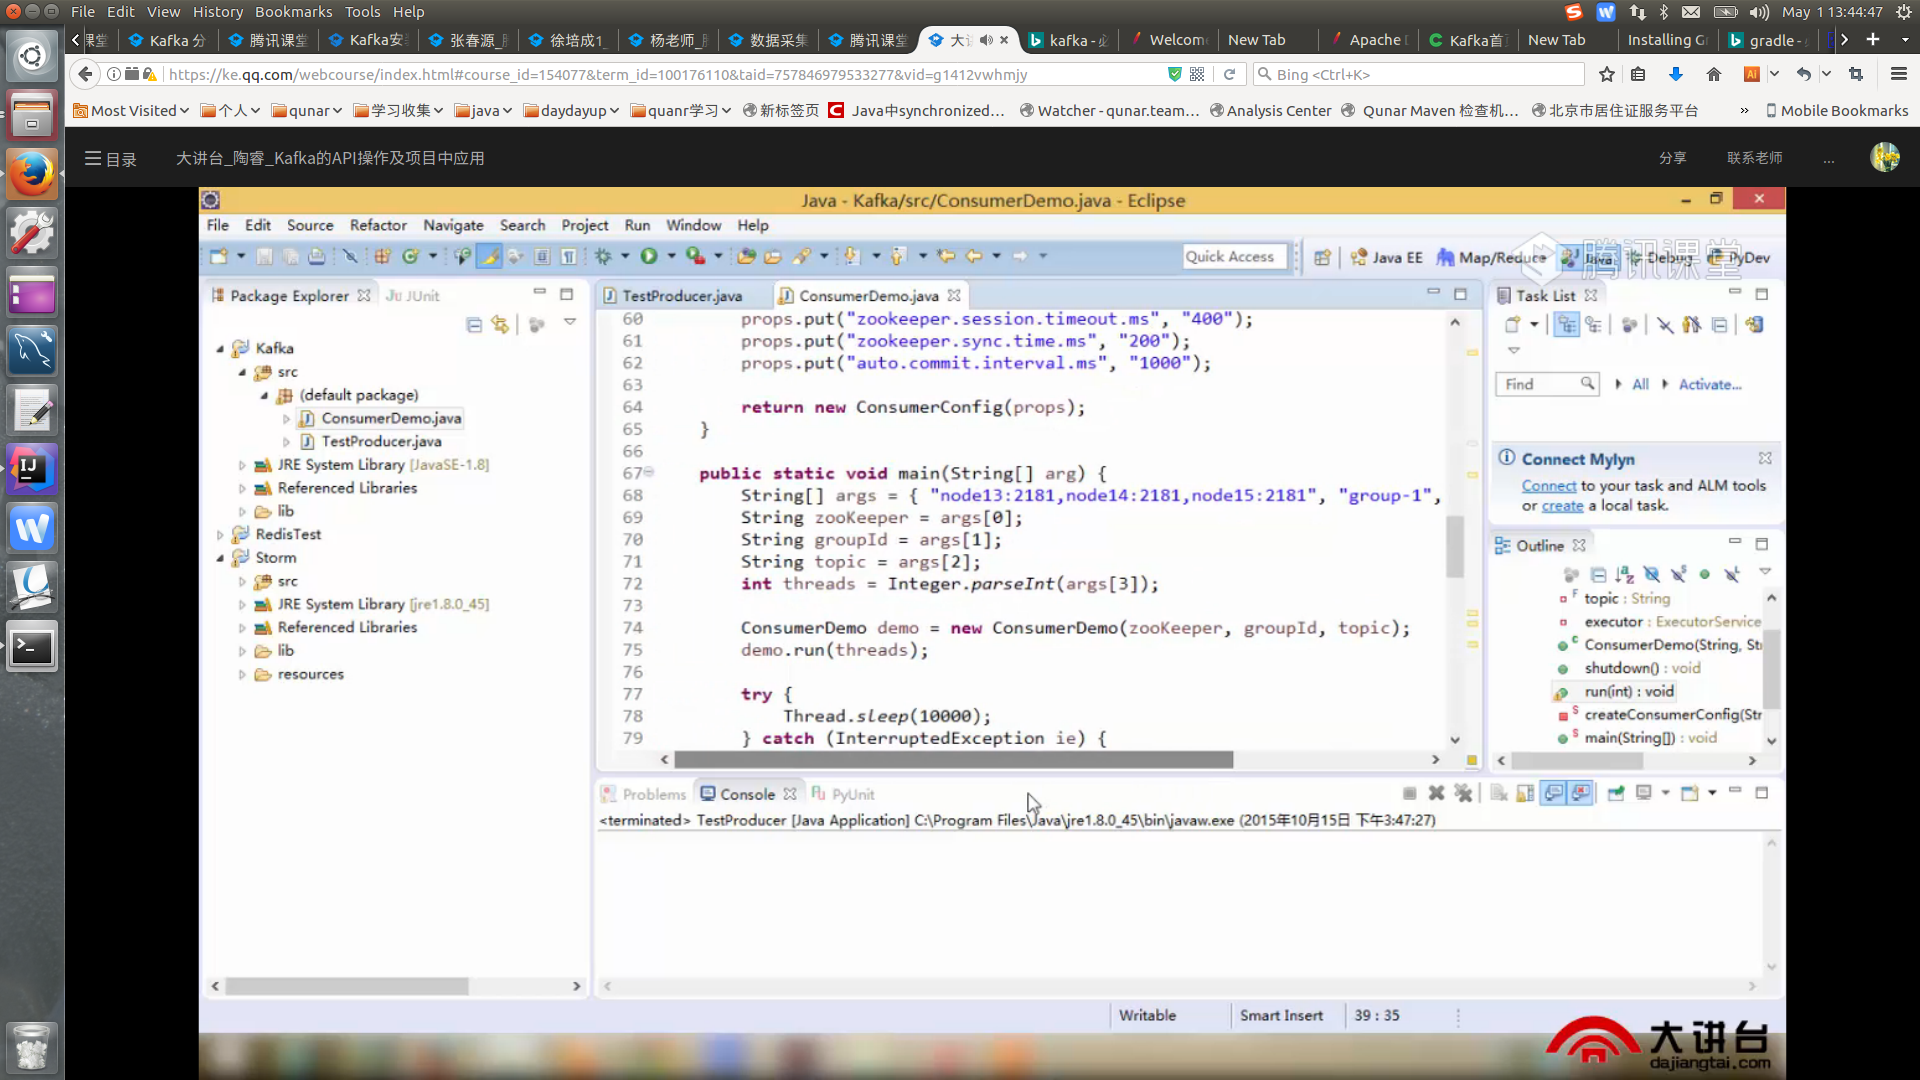 File Edit View History Bookmarks Tools Help
May 1 13:44:47
课堂
Kafka 分
腾讯课堂
Kafka安
张春源_
徐培成1_
杨老师_
数据采集
腾讯课堂
大讲
kafka - 必
Welcome
New Tab
Apache
Kafka首
New Tab
Installing G
gradle -
https://ke.qq.com/webcourse/index.html#course_id=154077&term_id=100176110&taid=757846979533277&vid=g1412vwhmjy
Bing <Ctrl+K>
Most Visited
个人
qunar
学习收集
java
daydayup
quanr学习
新标签页
Java中synchronized...
Watcher - qunar.team...
Analysis Center
Qunar Maven 检查机...
北京市居住证服务平台
»
Mobile Bookmarks
目录
大讲台_陶睿_Kafka的API操作及项目中应用
分享
联系老师
...
Java - Kafka/src/ConsumerDemo.java - Eclipse
File Edit Source Refactor Navigate Search Project Run Window Help
Quick Access
Java EE
Map/Reduce
Java
Debug
PyDev
腾讯课堂
Package Explorer
JUnit
Kafka
src
(default package)
ConsumerDemo.java
TestProducer.java
JRE System Library [JavaSE-1.8]
Referenced Libraries
lib
RedisTest
Storm
src
JRE System Library [jre1.8.0_45]
Referenced Libraries
lib
resources
TestProducer.java
ConsumerDemo.java
60 props.put("zookeeper.session.timeout.ms", "400");
61 props.put("zookeeper.sync.time.ms", "200");
62 props.put("auto.commit.interval.ms", "1000");
63
64 return new ConsumerConfig(props);
65 }
66
67 public static void main(String[] arg) {
68 String[] args = { "node13:2181,node14:2181,node15:2181", "group-1",
69 String zooKeeper = args[0];
70 String groupId = args[1];
71 String topic = args[2];
72 int threads = Integer.parseInt(args[3]);
73
74 ConsumerDemo demo = new ConsumerDemo(zooKeeper, groupId, topic);
75 demo.run(threads);
76
77 try {
78 Thread.sleep(10000);
79 } catch (InterruptedException ie) {
Task List
Find
All
Activate...
Connect Mylyn
Connect to your task and ALM tools
or create a local task.
Outline
topic : String
executor : ExecutorService
ConsumerDemo(String, Str
shutdown() : void
run(int) : void
createConsumerConfig(Str
main(String[]) : void
Problems
Console
PyUnit
<terminated> TestProducer [Java Application] C:\Program Files\Java\jre1.8.0_45\bin\javaw.exe (2015年10月15日 下午3:47:27)
Writable
Smart Insert
39 : 35
大讲台
dajiangtai.com